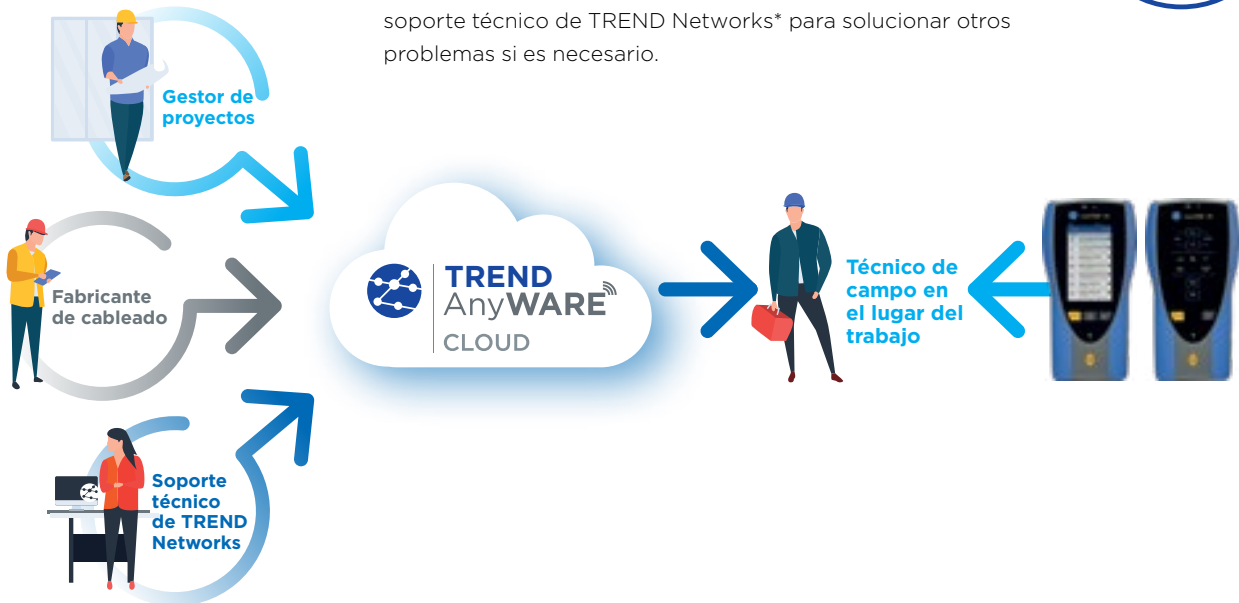 soporte técnico de TREND Networks* para solucionar otros
problemas si es necesario.
Gestor de
proyectos
Fabricante
de cableado
Soporte
técnico
de TREND
Networks
TREND
AnyWARE
CLOUD
Técnico de
campo en
el lugar del
trabajo